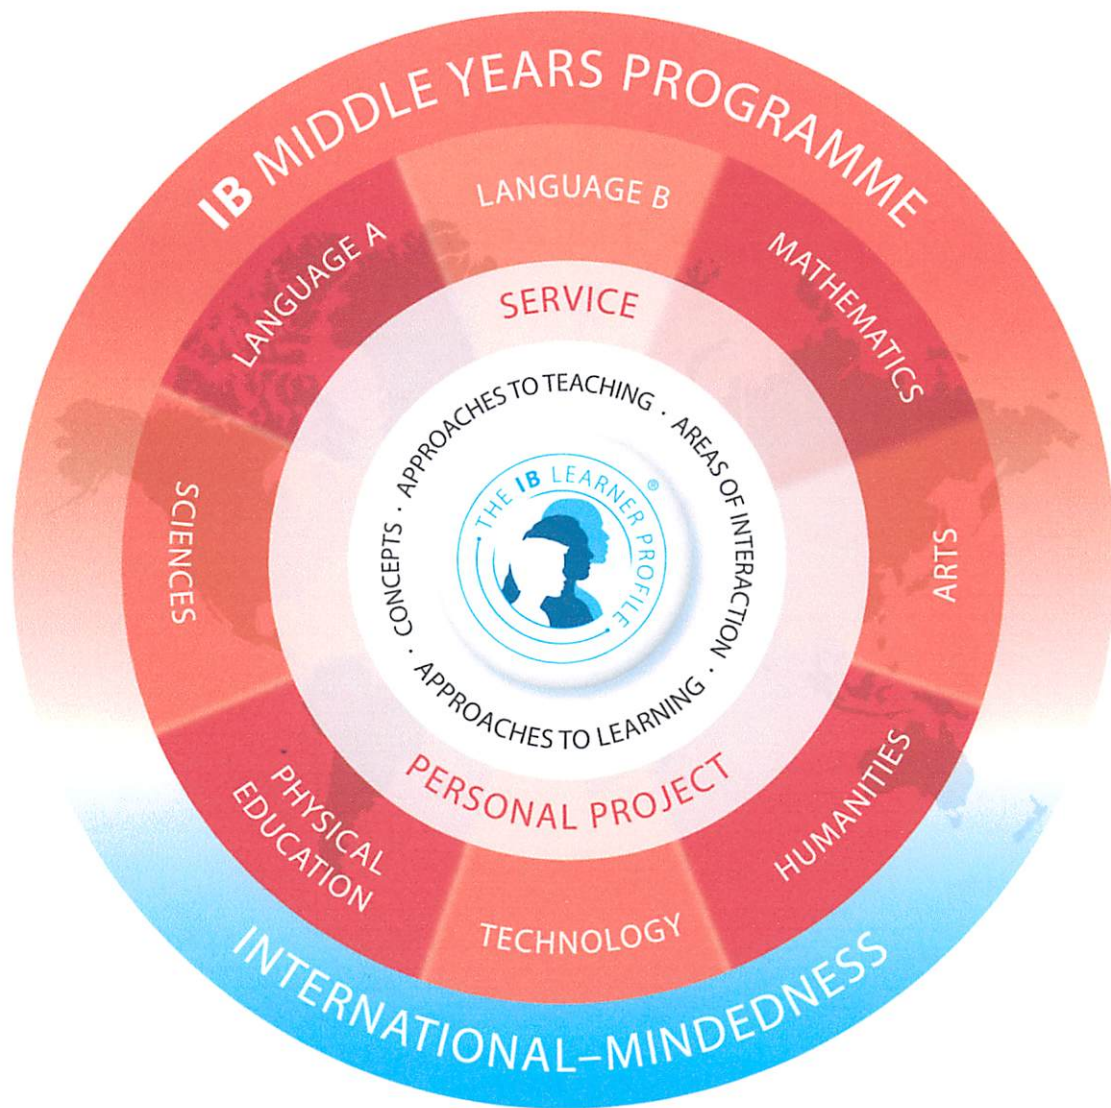 IB MIDDLE YEARS PROGRAMME
LANGUAGE A
LANGUAGE B
MATHEMATICS
SCIENCES
ARTS
PHYSICAL
EDUCATION
TECHNOLOGY
HUMANITIES
SERVICE
PERSONAL PROJECT
APPROACHES TO TEACHING · AREAS OF INTERACTION · APPROACHES TO LEARNING · CONCEPTS ·
· THE IB LEARNER PROFILE · ®
INTERNATIONAL–MINDEDNESS